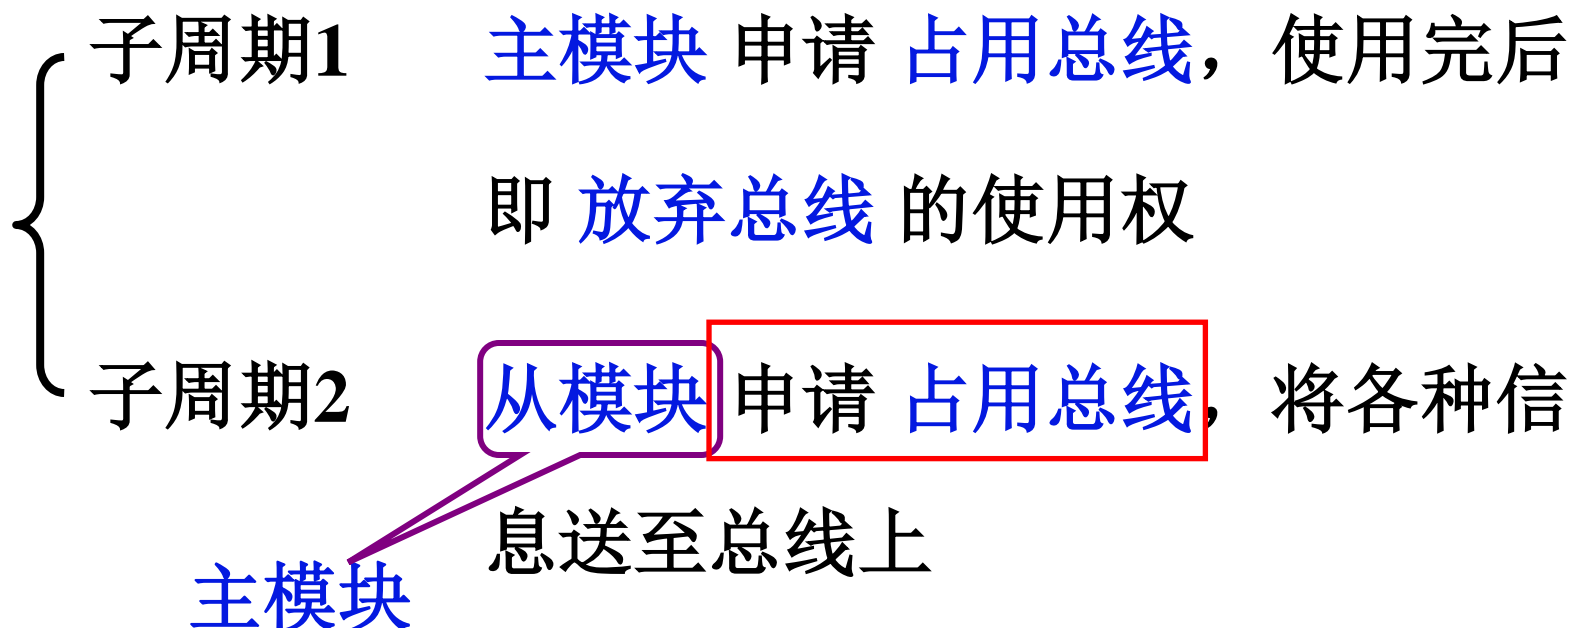 子周期1 主模块 申请 占用总线，使用完后
即 放弃总线 的使用权
子周期2 从模块 申请 占用总线，将各种信
息送至总线上
主模块